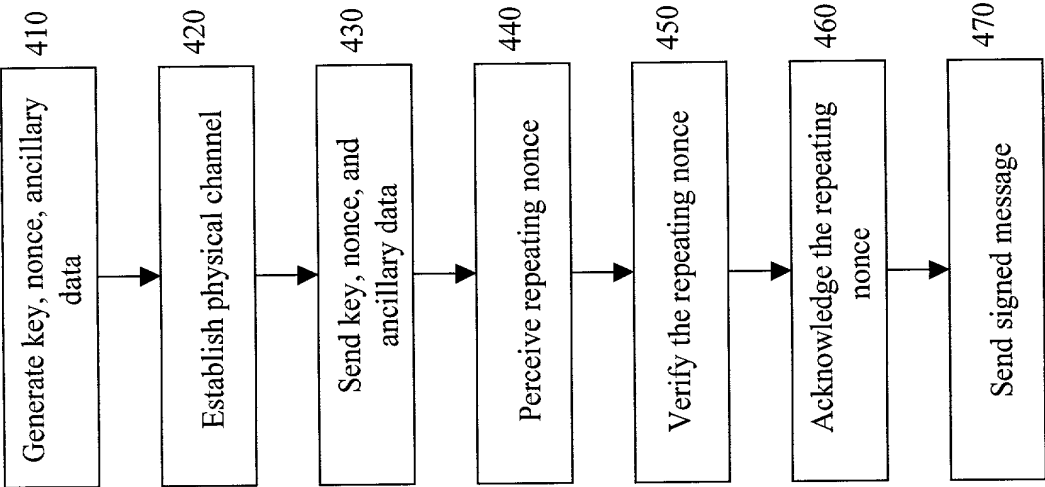 Generate key, nonce, ancillary
data
410
Establish physical channel
420
Send key, nonce, and
ancillary data
430
Perceive repeating nonce
440
Verify the repeating nonce
450
Acknowledge the repeating
nonce
460
Send signed message
470